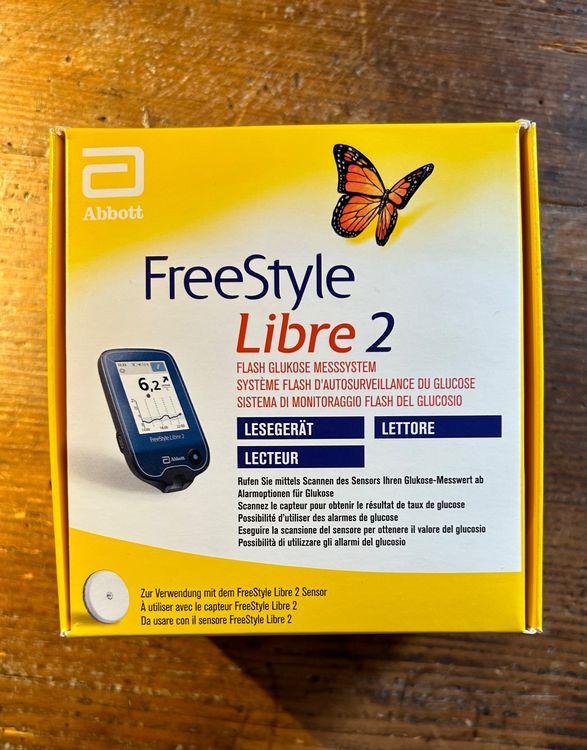 Abbott
FreeStyle
Libre 2
FLASH GLUKOSE MESSSYSTEM
SYSTÈME FLASH D'AUTOSURVEILLANCE DU GLUCOSE
SISTEMA DI MONITORAGGIO FLASH DEL GLUCOSIO
LESEGERÄT
LETTORE
LECTEUR
6,2
FreeStyle Libre 2
Abbott
Rufen Sie mittels Scannen des Sensors Ihren Glukose-Messwert ab
Alarmoptionen für Glukose
Scannez le capteur pour obtenir le résultat de taux de glucose
Possibilité d'utiliser des alarmes de glucose
Eseguire la scansione del sensore per ottenere il valore del glucosio
Possibilità di utilizzare gli allarmi del glucosio
Zur Verwendung mit dem FreeStyle Libre 2 Sensor
À utiliser avec le capteur FreeStyle Libre 2
Da usare con il sensore FreeStyle Libre 2